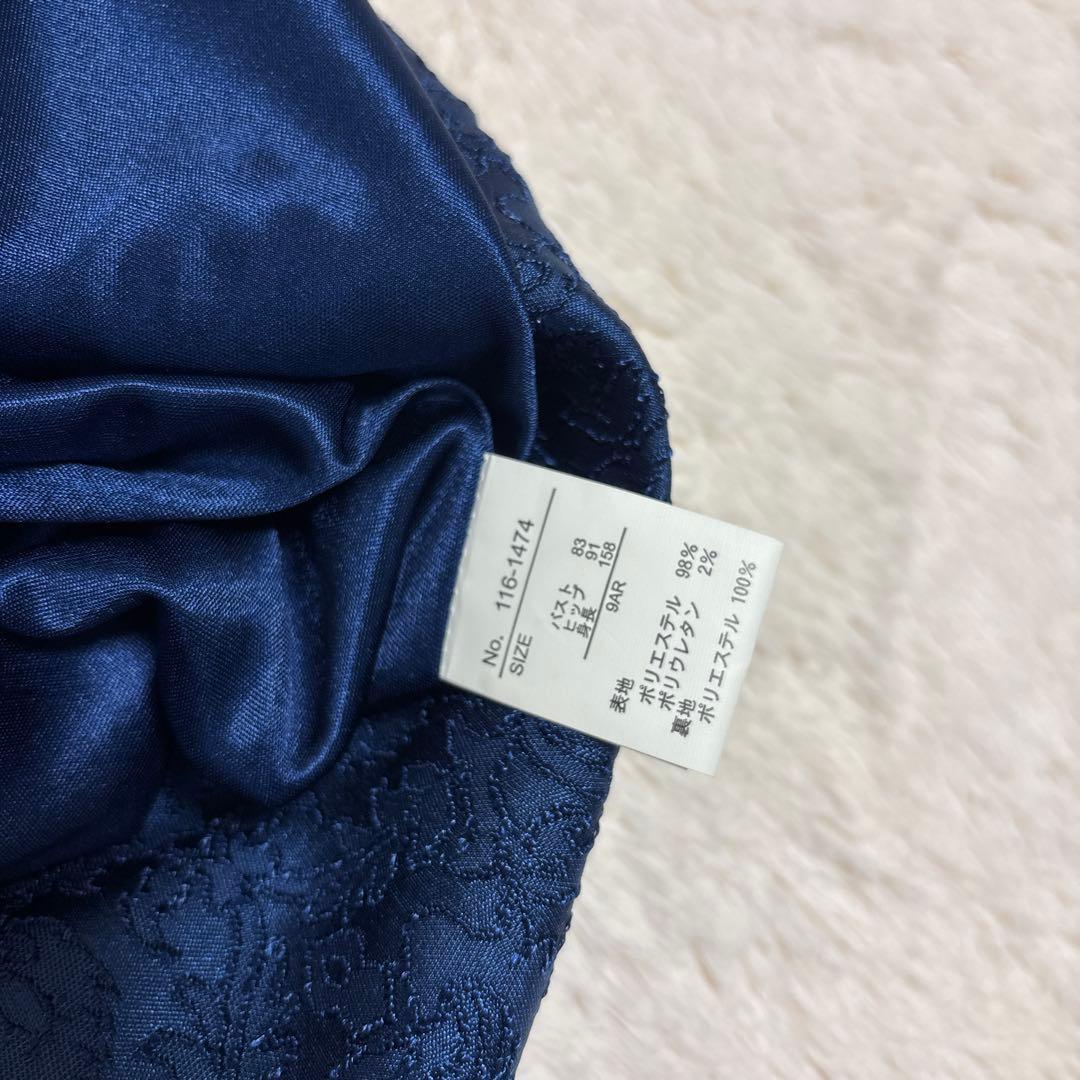 No. 116-1474
SIZE
バスト 83
ヒップ 91
身長 158
9AR
表地
ポリエステル 98%
ポリウレタン 2%
裏地
ポリエステル 100%